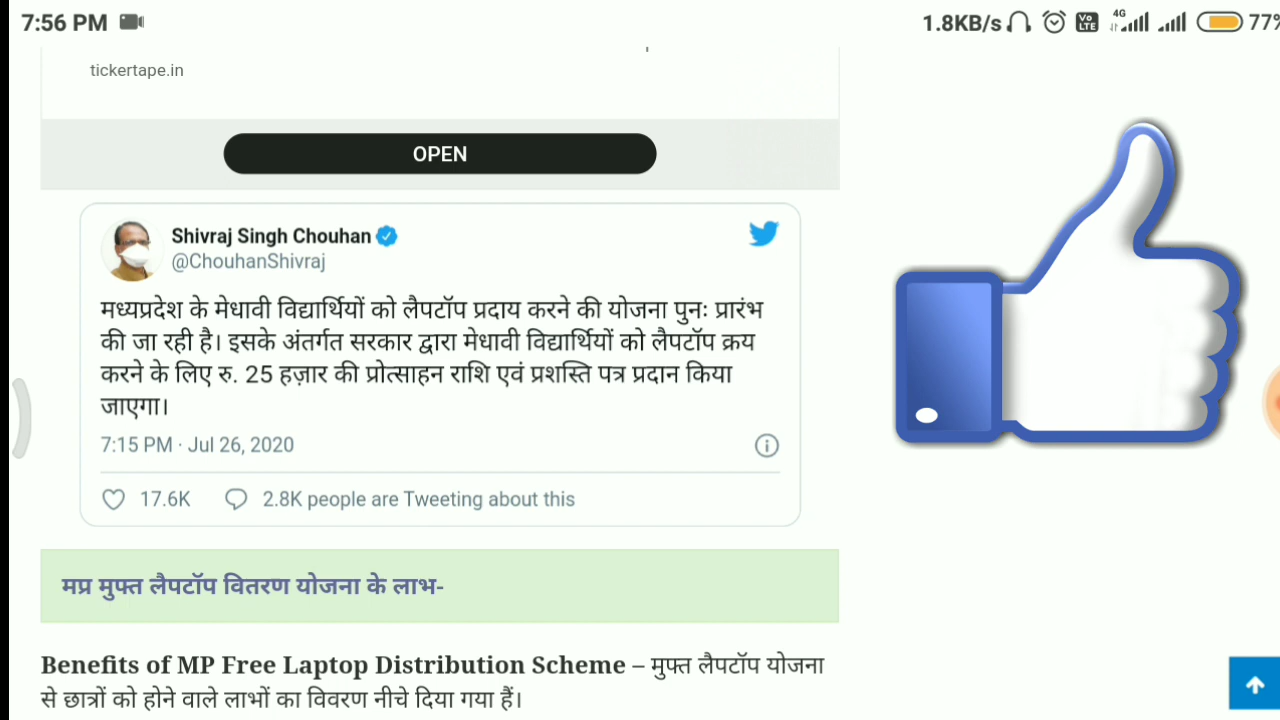 7:56 PM
1.8KB/s Vo LTE 4G 77%
tickertape.in
OPEN
Shivraj Singh Chouhan
@ChouhanShivraj
मध्यप्रदेश के मेधावी विद्यार्थियों को लैपटॉप प्रदाय करने की योजना पुनः प्रारंभ
की जा रही है। इसके अंतर्गत सरकार द्वारा मेधावी विद्यार्थियों को लैपटॉप क्रय
करने के लिए रु. 25 हज़ार की प्रोत्साहन राशि एवं प्रशस्ति पत्र प्रदान किया
जाएगा।
7:15 PM · Jul 26, 2020
17.6K 2.8K people are Tweeting about this
मप्र मुफ्त लैपटॉप वितरण योजना के लाभ-
Benefits of MP Free Laptop Distribution Scheme – मुफ्त लैपटॉप योजना
से छात्रों को होने वाले लाभों का विवरण नीचे दिया गया हैं।